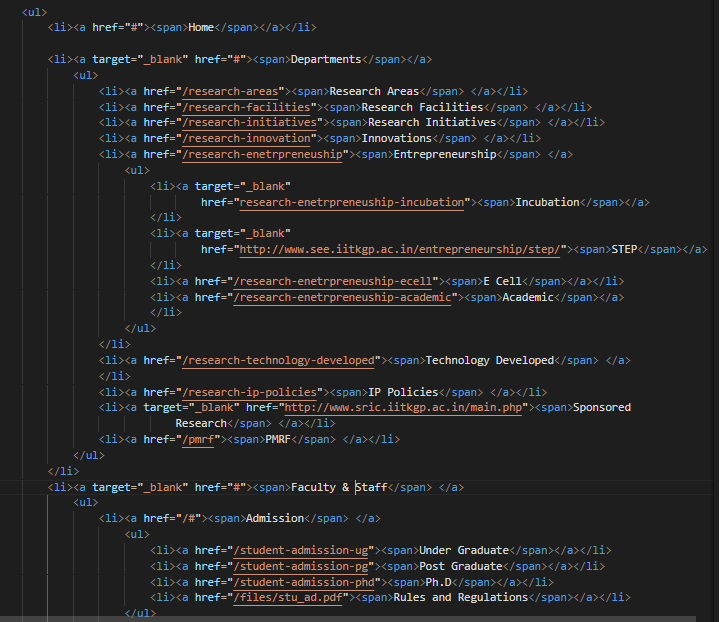 <ul>
<li><a href="#"><span>Home</span></a></li>
<li><a target="_blank" href="#"><span>Departments</span></a>
<ul>
<li><a href="/research-areas"><span>Research Areas</span> </a></li>
<li><a href="/research-facilities"><span>Research Facilities</span> </a></li>
<li><a href="/research-initiatives"><span>Research Initiatives</span> </a></li>
<li><a href="/research-innovation"><span>Innovations</span> </a></li>
<li><a href="/research-enetrpreneuship"><span>Entrepreneurship</span> </a>
<ul>
<li><a target="_blank"
href="research-enetrpreneuship-incubation"><span>Incubation</span></a>
</li>
<li><a target="_blank"
href="http://www.see.iitkgp.ac.in/entrepreneurship/step/"><span>STEP</span></a>
</li>
<li><a href="/research-enetrpreneuship-ecell"><span>E Cell</span></a></li>
<li><a href="/research-enetrpreneuship-academic"><span>Academic</span></a>
</li>
</ul>
</li>
<li><a href="/research-technology-developed"><span>Technology Developed</span> </a>
</li>
<li><a href="/research-ip-policies"><span>IP Policies</span> </a></li>
<li><a target="_blank" href="http://www.sric.iitkgp.ac.in/main.php"><span>Sponsored
Research</span> </a></li>
<li><a href="/pmrf"><span>PMRF</span> </a></li>
</ul>
</li>
<li><a target="_blank" href="#"><span>Faculty & Staff</span> </a>
<ul>
<li><a href="/#"><span>Admission</span> </a>
<ul>
<li><a href="/student-admission-ug"><span>Under Graduate</span></a></li>
<li><a href="/student-admission-pg"><span>Post Graduate</span></a></li>
<li><a href="/student-admission-phd"><span>Ph.D</span></a></li>
<li><a href="/files/stu_ad.pdf"><span>Rules and Regulations</span></a></li>
</ul>